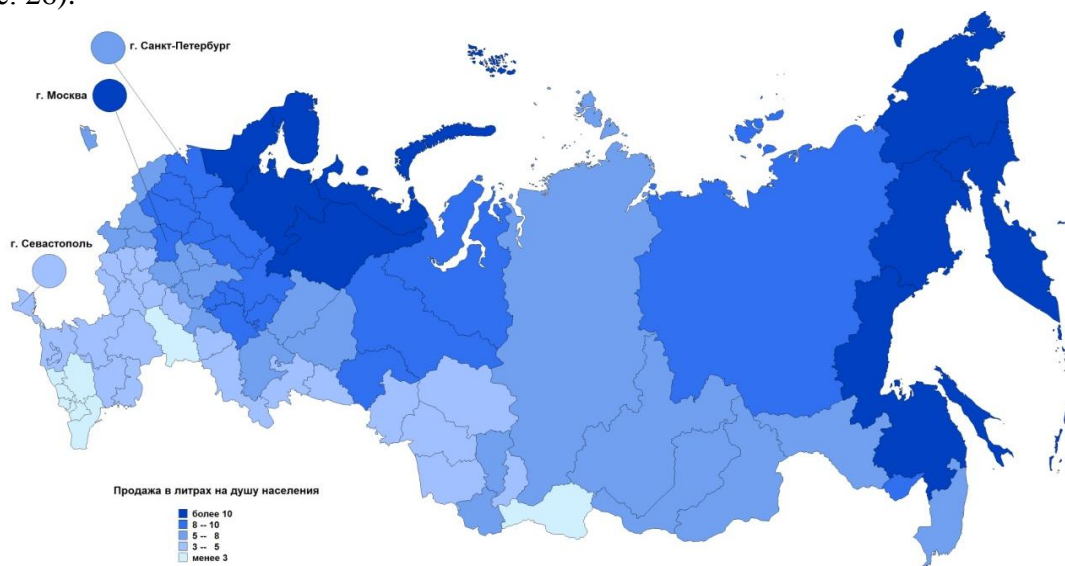 с. 28).
г. Санкт-Петербург
г. Москва
г. Севастополь
Продажа в литрах на душу населения
более 10
8 -- 10
5 -- 8
3 -- 5
менее 3